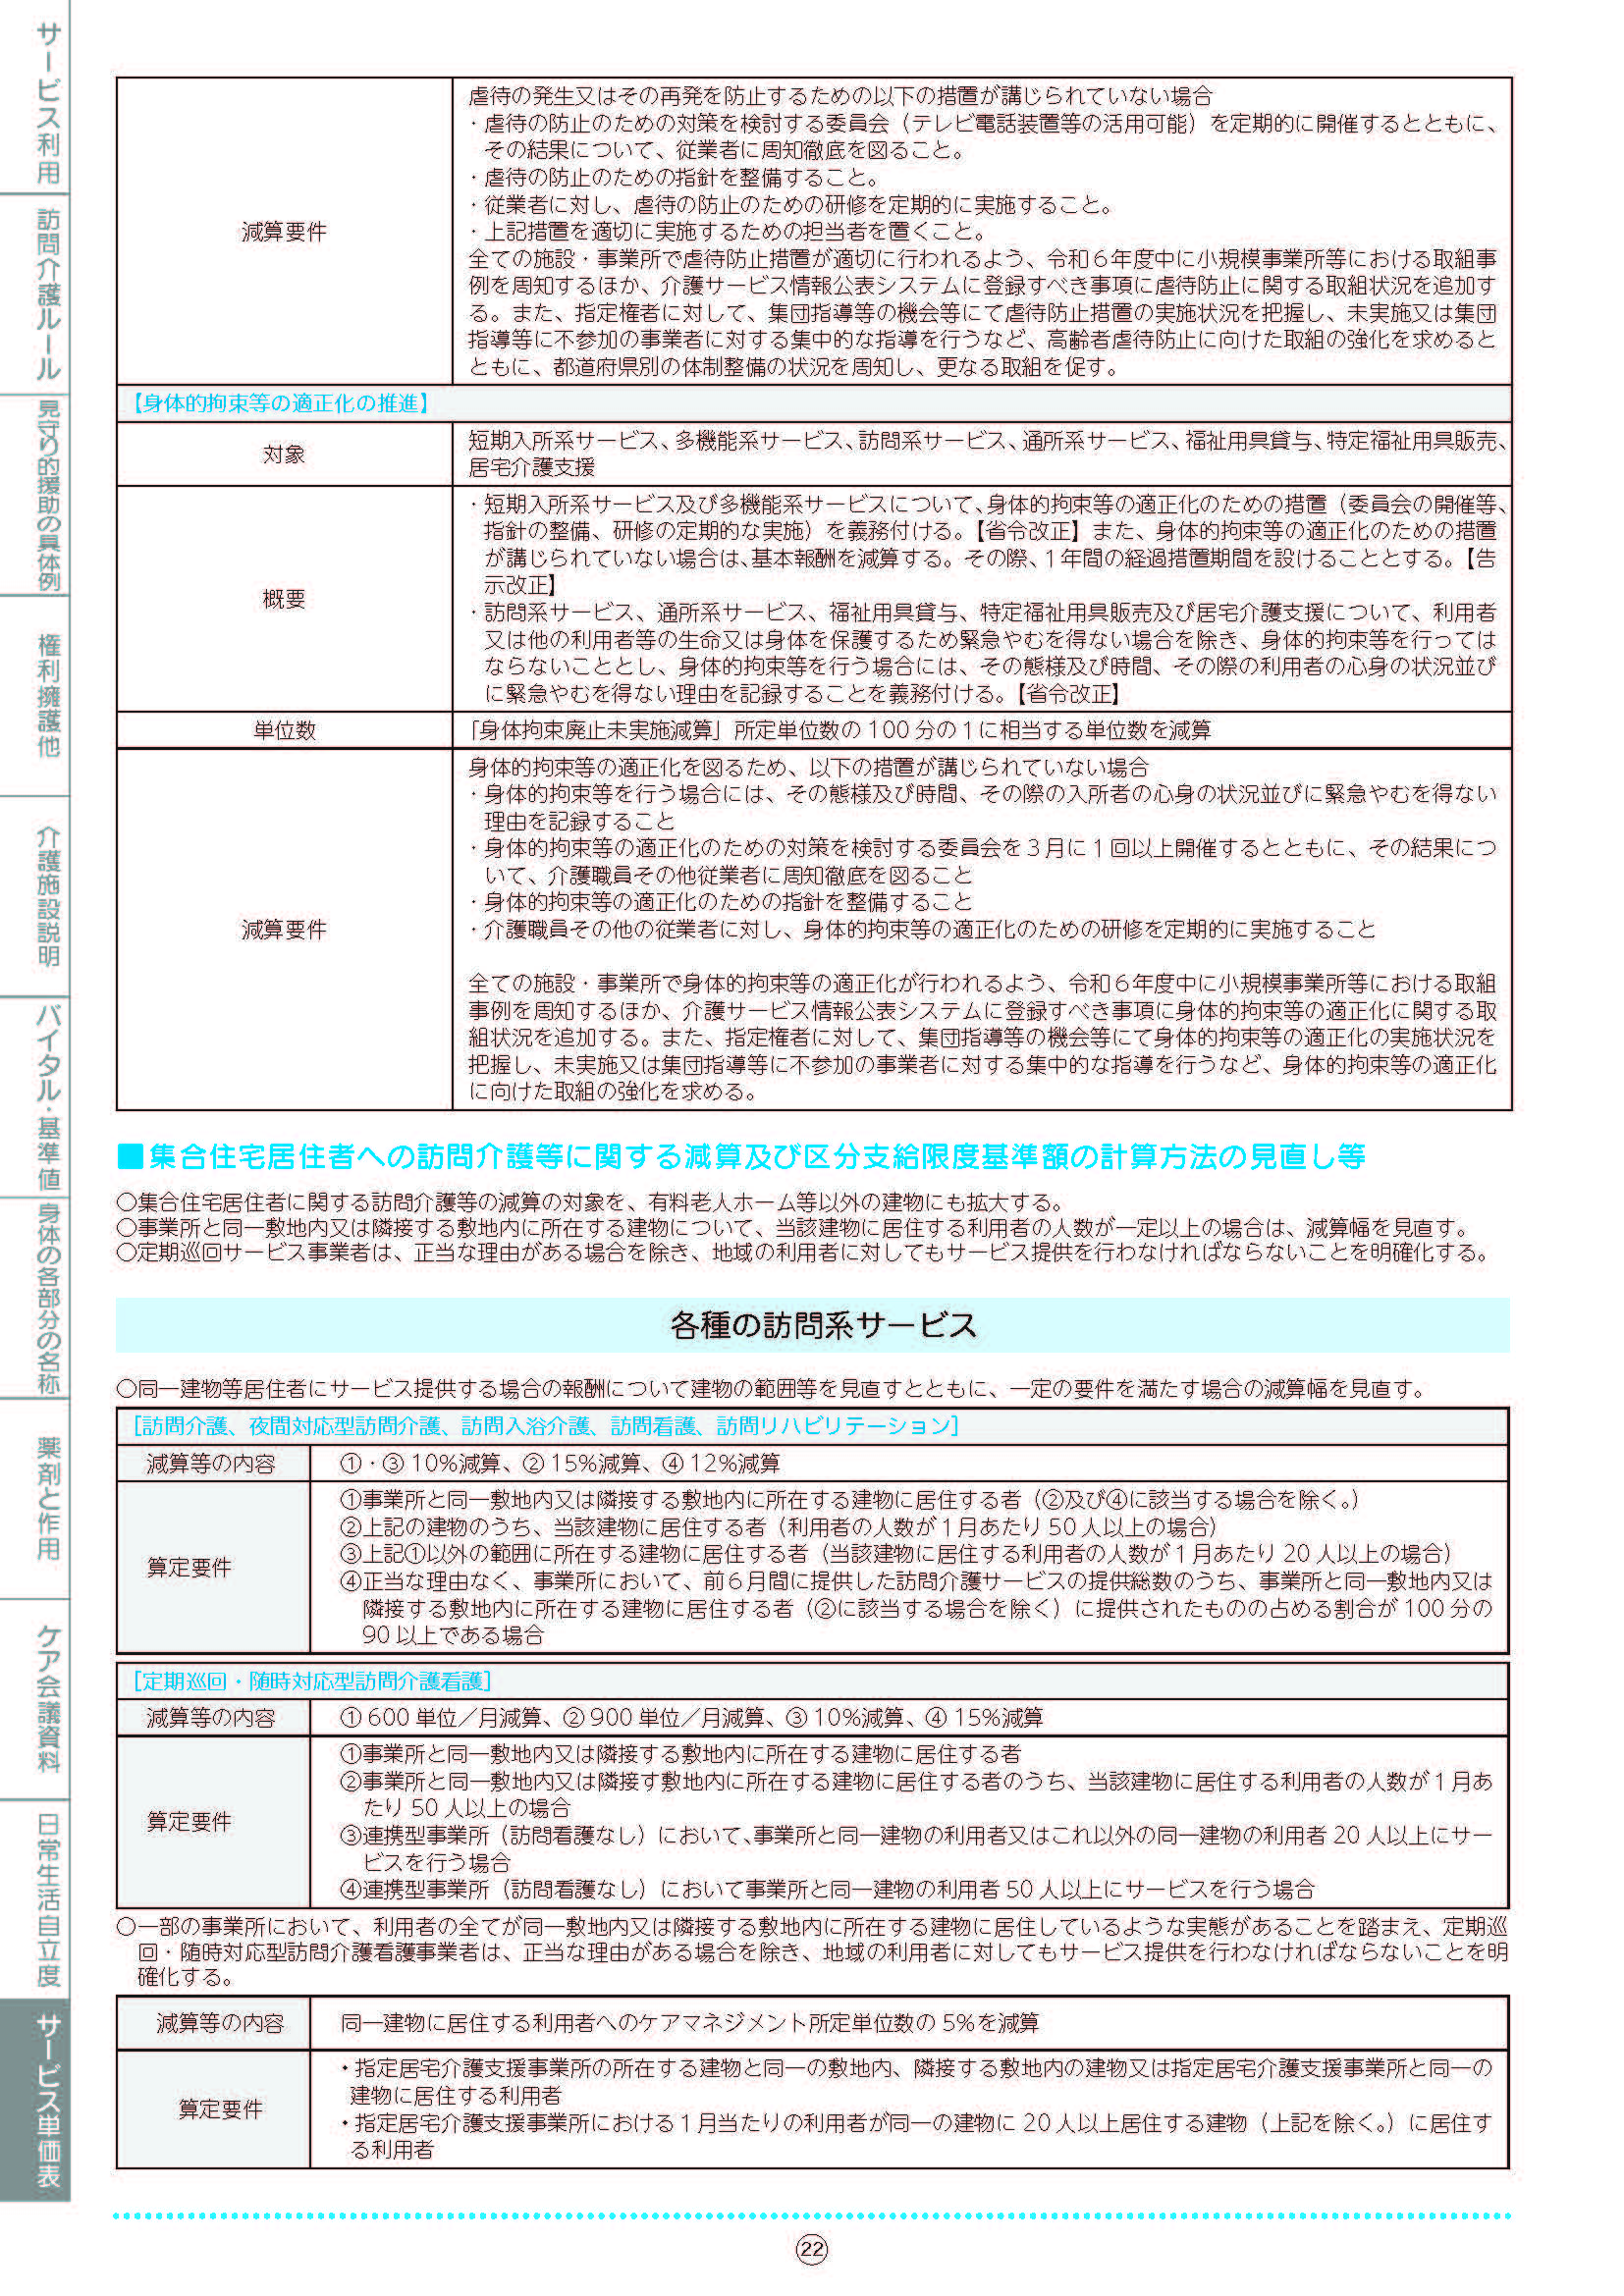 サービス利用
訪問介護ルール
見守り的援助の具体例
権利擁護他
介護施設説明
バイタル・基準値
身体の各部分の名称
薬剤と作用
ケア会議資料
日常生活自立度
サービス単価表
減算要件
虐待の発生又はその再発を防止するための以下の措置が講じられていない場合
・虐待の防止のための対策を検討する委員会（テレビ電話装置等の活用可能）を定期的に開催するとともに、
その結果について、従業者に周知徹底を図ること。
・虐待の防止のための指針を整備すること。
・従業者に対し、虐待の防止のための研修を定期的に実施すること。
・上記措置を適切に実施するための担当者を置くこと。
全ての施設・事業所で虐待防止措置が適切に行われるよう、令和６年度中に小規模事業所等における取組事
例を周知するほか、介護サービス情報公表システムに登録すべき事項に虐待防止に関する取組状況を追加す
る。また、指定権者に対して、集団指導等の機会等にて虐待防止措置の実施状況を把握し、未実施又は集団
指導等に不参加の事業者に対する集中的な指導を行うなど、高齢者虐待防止に向けた取組の強化を求めると
ともに、都道府県別の体制整備の状況を周知し、更なる取組を促す。
【身体的拘束等の適正化の推進】
対象
短期入所系サービス、多機能系サービス、訪問系サービス、通所系サービス、福祉用具貸与、特定福祉用具販売、
居宅介護支援
概要
・短期入所系サービス及び多機能系サービスについて、身体的拘束等の適正化のための措置（委員会の開催等、
指針の整備、研修の定期的な実施）を義務付ける。【省令改正】また、身体的拘束等の適正化のための措置
が講じられていない場合は、基本報酬を減算する。その際、１年間の経過措置期間を設けることとする。【告
示改正】
・訪問系サービス、通所系サービス、福祉用具貸与、特定福祉用具販売及び居宅介護支援について、利用者
又は他の利用者等の生命又は身体を保護するため緊急やむを得ない場合を除き、身体的拘束等を行っては
ならないこととし、身体的拘束等を行う場合には、その態様及び時間、その際の利用者の心身の状況並び
に緊急やむを得ない理由を記録することを義務付ける。【省令改正】
単位数
「身体拘束廃止未実施減算」所定単位数の 100 分の１に相当する単位数を減算
減算要件
身体的拘束等の適正化を図るため、以下の措置が講じられていない場合
・身体的拘束等を行う場合には、その態様及び時間、その際の入所者の心身の状況並びに緊急やむを得ない
理由を記録すること
・身体的拘束等の適正化のための対策を検討する委員会を３月に１回以上開催するとともに、その結果につ
いて、介護職員その他従業者に周知徹底を図ること
・身体的拘束等の適正化のための指針を整備すること
・介護職員その他の従業者に対し、身体的拘束等の適正化のための研修を定期的に実施すること
全ての施設・事業所で身体的拘束等の適正化が行われるよう、令和６年度中に小規模事業所等における取組
事例を周知するほか、介護サービス情報公表システムに登録すべき事項に身体的拘束等の適正化に関する取
組状況を追加する。また、指定権者に対して、集団指導等の機会等にて身体的拘束等の適正化の実施状況を
把握し、未実施又は集団指導等に不参加の事業者に対する集中的な指導を行うなど、身体的拘束等の適正化
に向けた取組の強化を求める。
■集合住宅居住者への訪問介護等に関する減算及び区分支給限度基準額の計算方法の見直し等
○集合住宅居住者に関する訪問介護等の減算の対象を、有料老人ホーム等以外の建物にも拡大する。
○事業所と同一敷地内又は隣接する敷地内に所在する建物について、当該建物に居住する利用者の人数が一定以上の場合は、減算幅を見直す。
○定期巡回サービス事業者は、正当な理由がある場合を除き、地域の利用者に対してもサービス提供を行わなければならないことを明確化する。
各種の訪問系サービス
○同一建物等居住者にサービス提供する場合の報酬について建物の範囲等を見直すとともに、一定の要件を満たす場合の減算幅を見直す。
［訪問介護、夜間対応型訪問介護、訪問入浴介護、訪問看護、訪問リハビリテーション］
減算等の内容
①・③ 10％減算、② 15％減算、④ 12％減算
算定要件
①事業所と同一敷地内又は隣接する敷地内に所在する建物に居住する者（②及び④に該当する場合を除く。）
②上記の建物のうち、当該建物に居住する者（利用者の人数が１月あたり 50 人以上の場合）
③上記①以外の範囲に所在する建物に居住する者（当該建物に居住する利用者の人数が１月あたり 20 人以上の場合）
④正当な理由なく、事業所において、前６月間に提供した訪問介護サービスの提供総数のうち、事業所と同一敷地内又は
隣接する敷地内に所在する建物に居住する者（②に該当する場合を除く）に提供されたものの占める割合が 100 分の
90 以上である場合
［定期巡回・随時対応型訪問介護看護］
減算等の内容
① 600 単位／月減算、② 900 単位／月減算、③ 10％減算、④ 15％減算
算定要件
①事業所と同一敷地内又は隣接する敷地内に所在する建物に居住する者
②事業所と同一敷地内又は隣接す敷地内に所在する建物に居住する者のうち、当該建物に居住する利用者の人数が１月あ
たり 50 人以上の場合
③連携型事業所（訪問看護なし）において、事業所と同一建物の利用者又はこれ以外の同一建物の利用者 20 人以上にサー
ビスを行う場合
④連携型事業所（訪問看護なし）において事業所と同一建物の利用者 50 人以上にサービスを行う場合
○一部の事業所において、利用者の全てが同一敷地内又は隣接する敷地内に所在する建物に居住しているような実態があることを踏まえ、定期巡
回・随時対応型訪問介護看護事業者は、正当な理由がある場合を除き、地域の利用者に対してもサービス提供を行わなければならないことを明
確化する。
減算等の内容
同一建物に居住する利用者へのケアマネジメント所定単位数の 5％を減算
算定要件
・指定居宅介護支援事業所の所在する建物と同一の敷地内、隣接する敷地内の建物又は指定居宅介護支援事業所と同一の
建物に居住する利用者
・指定居宅介護支援事業所における１月当たりの利用者が同一の建物に 20 人以上居住する建物（上記を除く。）に居住す
る利用者
22